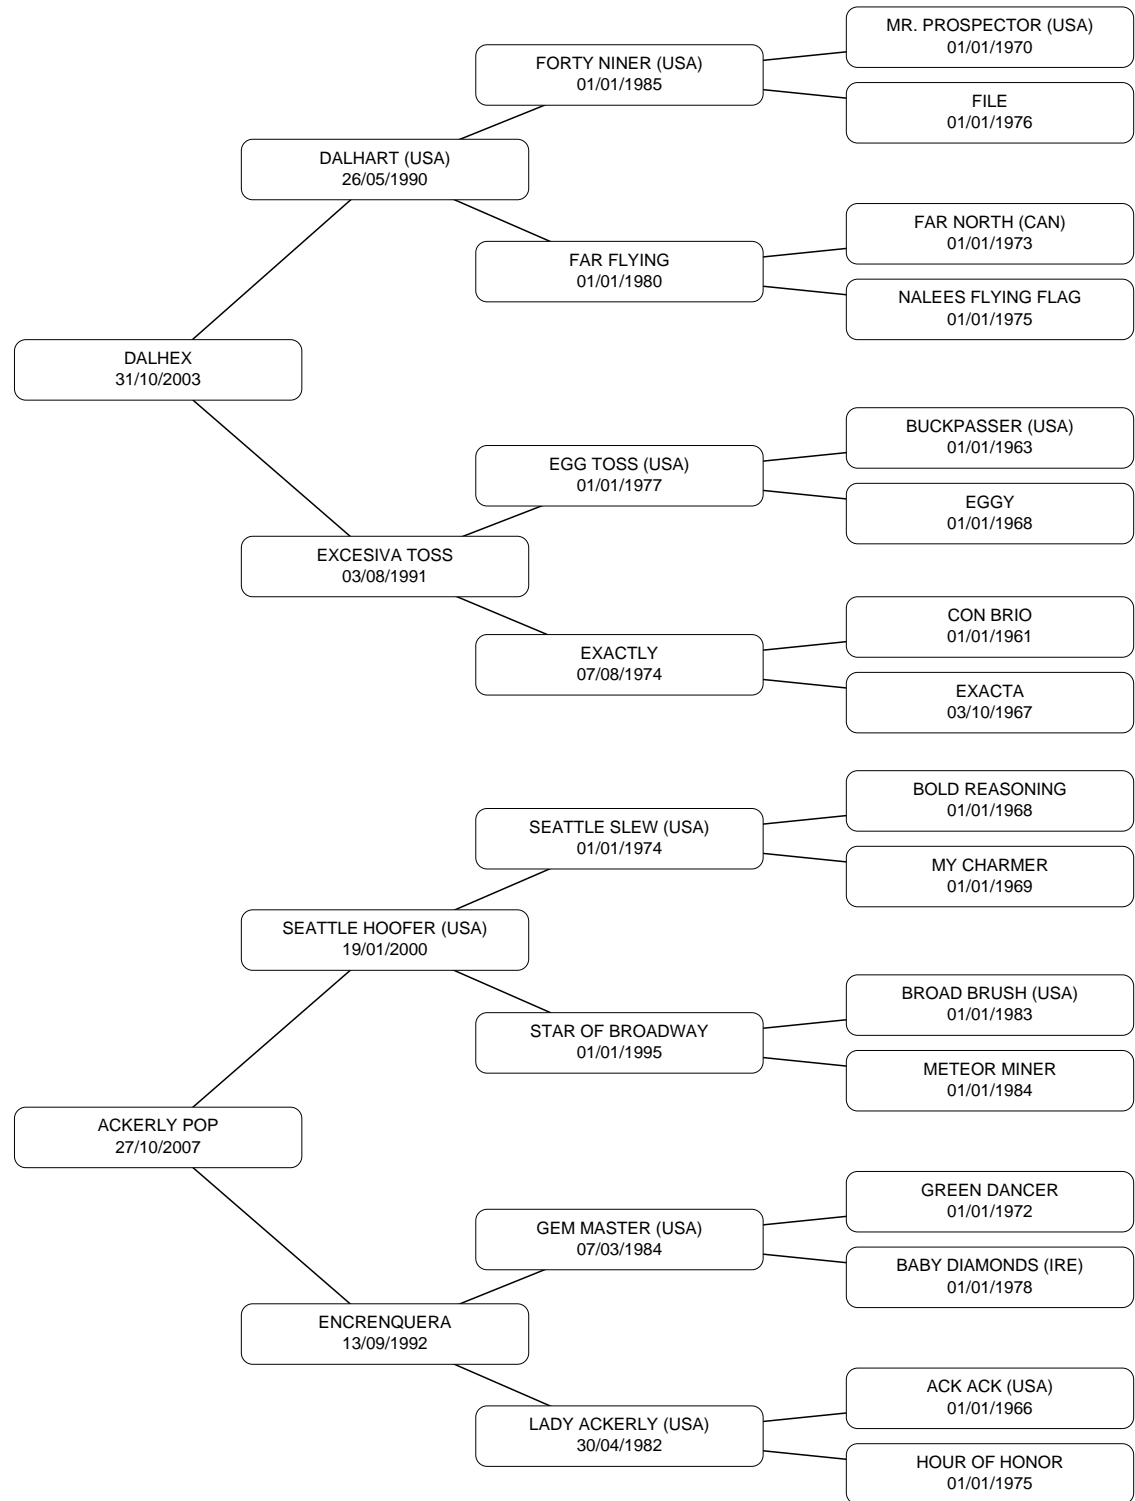 MR. PROSPECTOR (USA)
01/01/1970
FORTY NINER (USA)
01/01/1985
FILE
01/01/1976
DALHART (USA)
26/05/1990
FAR NORTH (CAN)
01/01/1973
FAR FLYING
01/01/1980
NALEES FLYING FLAG
01/01/1975
DALHEX
31/10/2003
BUCKPASSER (USA)
01/01/1963
EGG TOSS (USA)
01/01/1977
EGGY
01/01/1968
EXCESIVA TOSS
03/08/1991
CON BRIO
01/01/1961
EXACTLY
07/08/1974
EXACTA
03/10/1967
BOLD REASONING
01/01/1968
SEATTLE SLEW (USA)
01/01/1974
MY CHARMER
01/01/1969
SEATTLE HOOFER (USA)
19/01/2000
BROAD BRUSH (USA)
01/01/1983
STAR OF BROADWAY
01/01/1995
METEOR MINER
01/01/1984
ACKERLY POP
27/10/2007
GREEN DANCER
01/01/1972
GEM MASTER (USA)
07/03/1984
BABY DIAMONDS (IRE)
01/01/1978
ENCRENQUERA
13/09/1992
ACK ACK (USA)
01/01/1966
LADY ACKERLY (USA)
30/04/1982
HOUR OF HONOR
01/01/1975